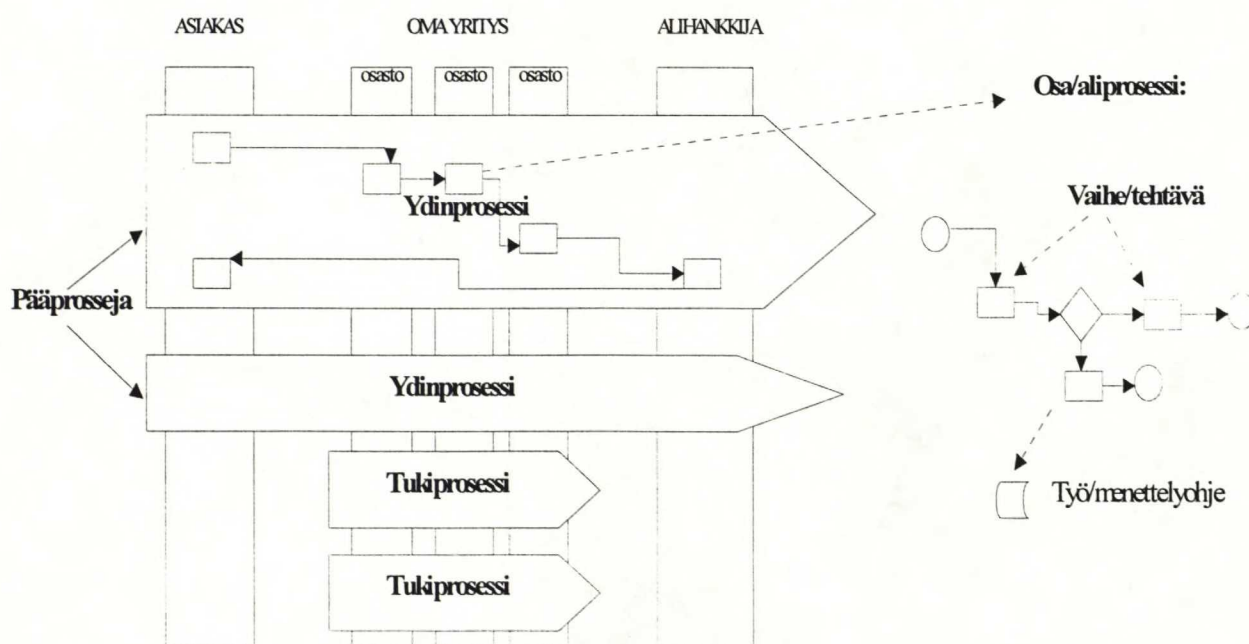 ASIAKAS
OMA YRITYS
ALIHANKKIJA
osasto
osasto
osasto
Osa/aliprosessi:
Ydinprosessi
Vaihe/tehtävä
Pääprosseja
Ydinprosessi
Tukiprosessi
Työ/menettelyohje
Tukiprosessi